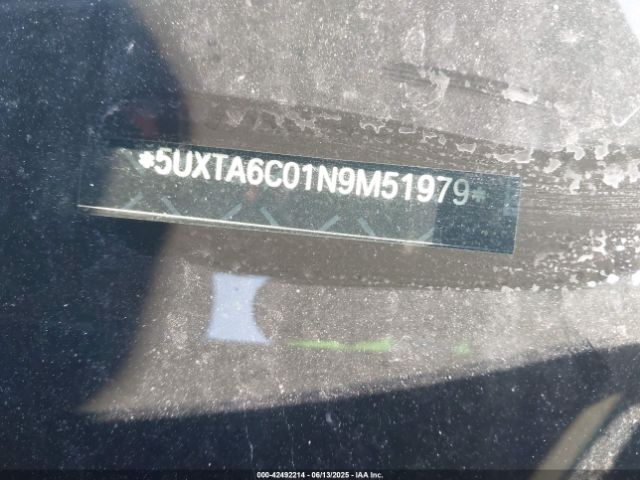 *5UXTA6C01N9M51979*
000-42492214 - 06/13/2025 - IAA Inc.